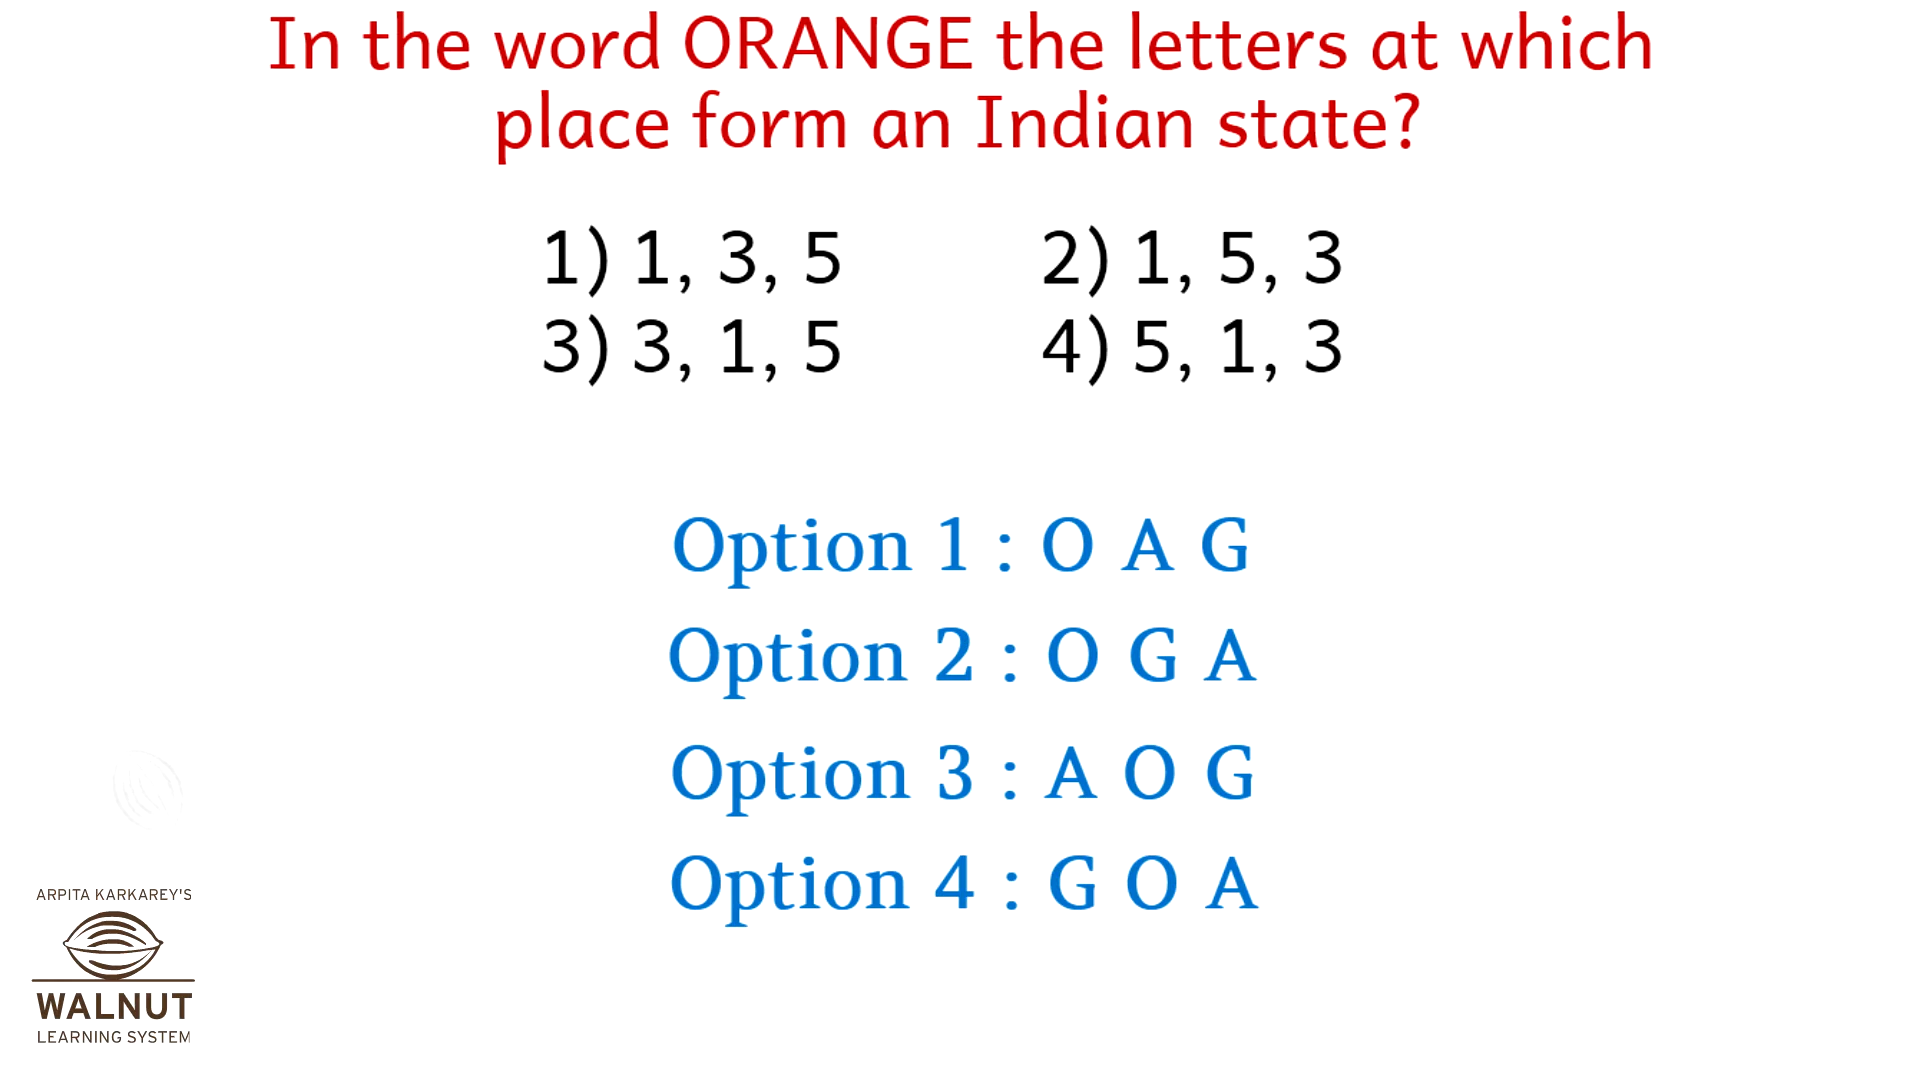 In the word ORANGE the letters at which
place form an Indian state?
1) 1, 3, 5 2) 1, 5, 3
3) 3, 1, 5 4) 5, 1, 3
Option 1 : O A G
Option 2 : O G A
Option 3 : A O G
Option 4 : G O A
ARPITA KARKAREY'S
WALNUT
LEARNING SYSTEM